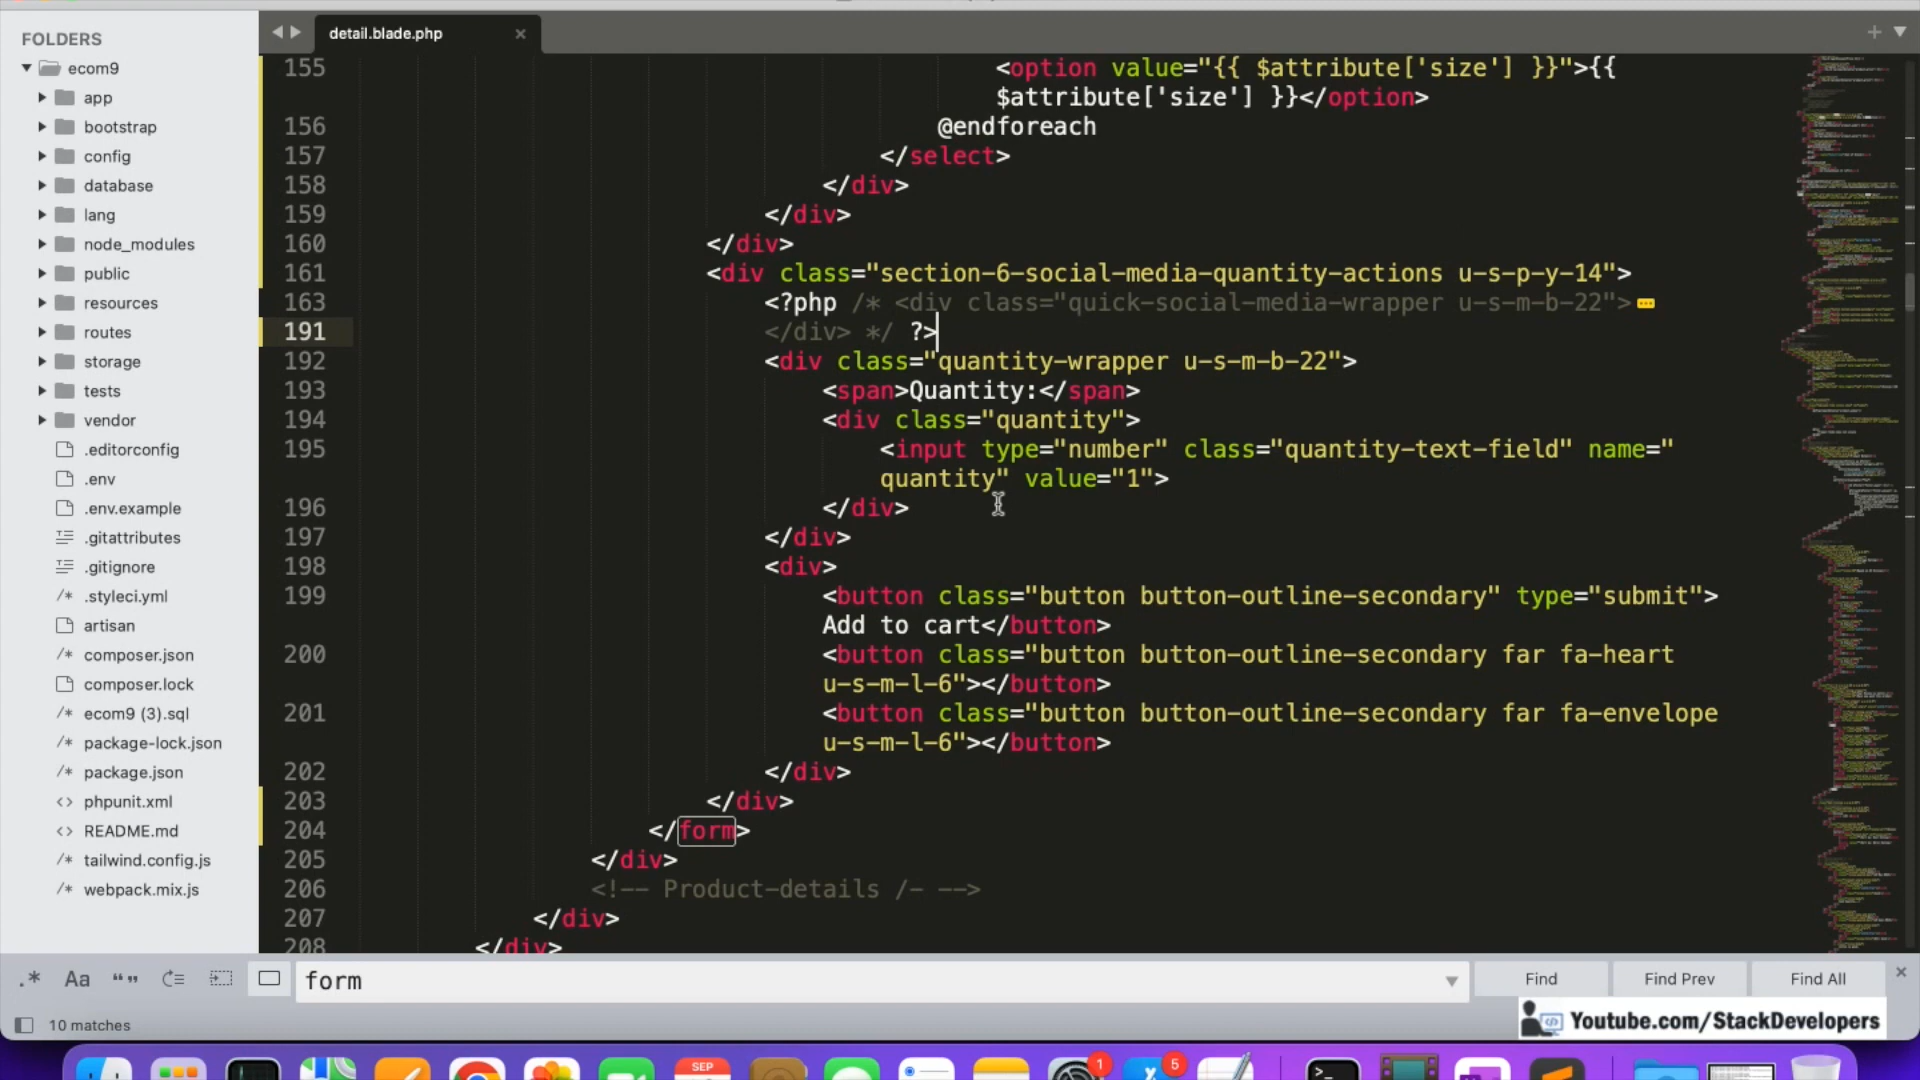 FOLDERS
ecom9
app
bootstrap
config
database
lang
node_modules
public
resources
routes
storage
tests
vendor
.editorconfig
.env
.env.example
.gitattributes
.gitignore
.styleci.yml
artisan
composer.json
composer.lock
ecom9 (3).sql
package-lock.json
package.json
phpunit.xml
README.md
tailwind.config.js
webpack.mix.js
detail.blade.php
155 <option value="{{ $attribute['size'] }}">{{
$attribute['size'] }}</option>
156 @endforeach
157 </select>
158 </div>
159 </div>
160 </div>
161 <div class="section-6-social-media-quantity-actions u-s-p-y-14">
163 <?php /* <div class="quick-social-media-wrapper u-s-m-b-22">
191 </div> */ ?>
192 <div class="quantity-wrapper u-s-m-b-22">
193 <span>Quantity:</span>
194 <div class="quantity">
195 <input type="number" class="quantity-text-field" name="
quantity" value="1">
196 </div>
197 </div>
198 <div>
199 <button class="button button-outline-secondary" type="submit">
Add to cart</button>
200 <button class="button button-outline-secondary far fa-heart
u-s-m-l-6"></button>
201 <button class="button button-outline-secondary far fa-envelope
u-s-m-l-6"></button>
202 </div>
203 </div>
204 </form>
205 </div>
206 <!-- Product-details /- -->
207 </div>
208 </div>
.* Aa “ ” form Find Find Prev Find All
10 matches
Youtube.com/StackDevelopers
SEP 1 5